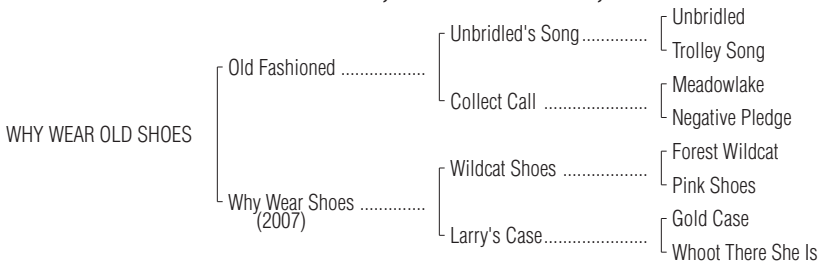 Unbridled
Unbridled's Song..............
Trolley Song
Old Fashioned ..................
Meadowlake
Collect Call ......................
Negative Pledge
WHY WEAR OLD SHOES
Forest Wildcat
Wildcat Shoes ..................
Pink Shoes
Why Wear Shoes ..............
(2007)
Gold Case
Larry's Case......................
Whoot There She Is